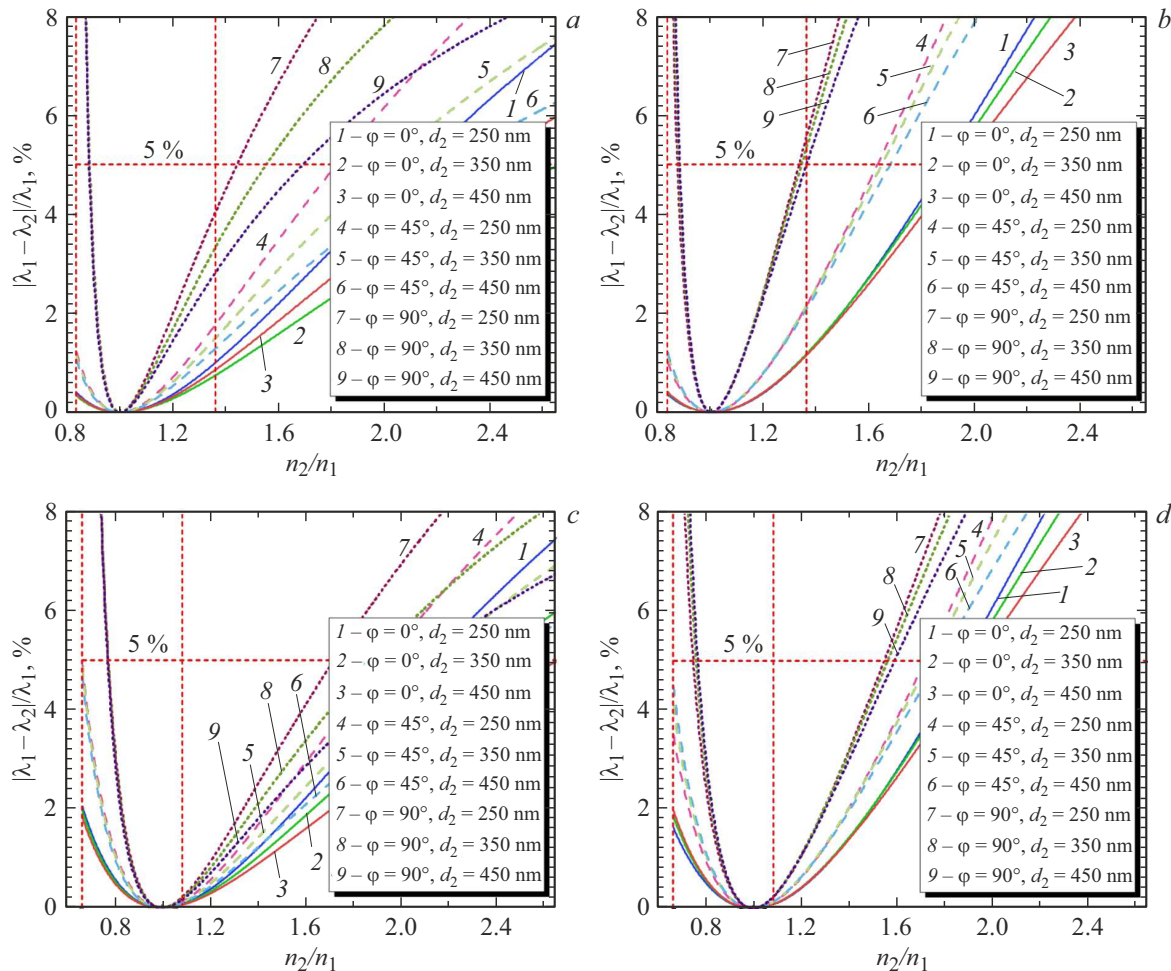 a
|λ₁ – λ₂|/λ₁, %
8
6
4
2
0
5 %
7
8
9
4
5
1
6
4
2
3
1 – φ = 0°, d₂ = 250 nm
2 – φ = 0°, d₂ = 350 nm
3 – φ = 0°, d₂ = 450 nm
4 – φ = 45°, d₂ = 250 nm
5 – φ = 45°, d₂ = 350 nm
6 – φ = 45°, d₂ = 450 nm
7 – φ = 90°, d₂ = 250 nm
8 – φ = 90°, d₂ = 350 nm
9 – φ = 90°, d₂ = 450 nm
0.8 1.2 1.6 2.0 2.4
n₂/n₁
b
|λ₁ – λ₂|/λ₁, %
8
6
4
2
0
5 %
7
8
9
4
5
6
1
3
2
1 – φ = 0°, d₂ = 250 nm
2 – φ = 0°, d₂ = 350 nm
3 – φ = 0°, d₂ = 450 nm
4 – φ = 45°, d₂ = 250 nm
5 – φ = 45°, d₂ = 350 nm
6 – φ = 45°, d₂ = 450 nm
7 – φ = 90°, d₂ = 250 nm
8 – φ = 90°, d₂ = 350 nm
9 – φ = 90°, d₂ = 450 nm
0.8 1.2 1.6 2.0 2.4
n₂/n₁
c
|λ₁ – λ₂|/λ₁, %
8
6
4
2
0
5 %
7
4
1
9
5
8
6
3
2
1 – φ = 0°, d₂ = 250 nm
2 – φ = 0°, d₂ = 350 nm
3 – φ = 0°, d₂ = 450 nm
4 – φ = 45°, d₂ = 250 nm
5 – φ = 45°, d₂ = 350 nm
6 – φ = 45°, d₂ = 450 nm
7 – φ = 90°, d₂ = 250 nm
8 – φ = 90°, d₂ = 350 nm
9 – φ = 90°, d₂ = 450 nm
0.8 1.2 1.6 2.0 2.4
n₂/n₁
d
|λ₁ – λ₂|/λ₁, %
8
6
4
2
0
5 %
7
8
9
4
5
6
3
2
1
1 – φ = 0°, d₂ = 250 nm
2 – φ = 0°, d₂ = 350 nm
3 – φ = 0°, d₂ = 450 nm
4 – φ = 45°, d₂ = 250 nm
5 – φ = 45°, d₂ = 350 nm
6 – φ = 45°, d₂ = 450 nm
7 – φ = 90°, d₂ = 250 nm
8 – φ = 90°, d₂ = 350 nm
9 – φ = 90°, d₂ = 450 nm
0.8 1.2 1.6 2.0 2.4
n₂/n₁